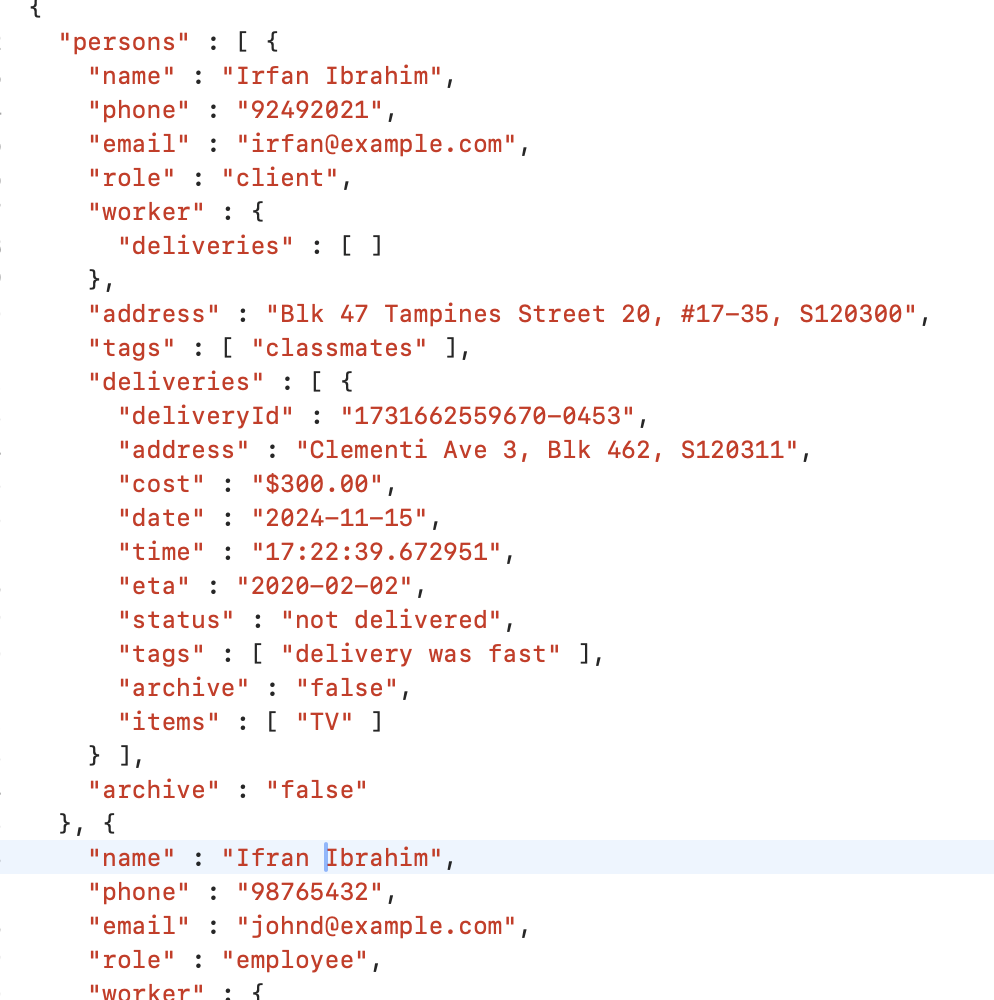 {
"persons" : [ {
"name" : "Irfan Ibrahim",
"phone" : "92492021",
"email" : "irfan@example.com",
"role" : "client",
"worker" : {
"deliveries" : [ ]
},
"address" : "Blk 47 Tampines Street 20, #17-35, S120300",
"tags" : [ "classmates" ],
"deliveries" : [ {
"deliveryId" : "1731662559670-0453",
"address" : "Clementi Ave 3, Blk 462, S120311",
"cost" : "$300.00",
"date" : "2024-11-15",
"time" : "17:22:39.672951",
"eta" : "2020-02-02",
"status" : "not delivered",
"tags" : [ "delivery was fast" ],
"archive" : "false",
"items" : [ "TV" ]
} ],
"archive" : "false"
}, {
"name" : "Ifran Ibrahim",
"phone" : "98765432",
"email" : "johnd@example.com",
"role" : "employee",
"worker" : {